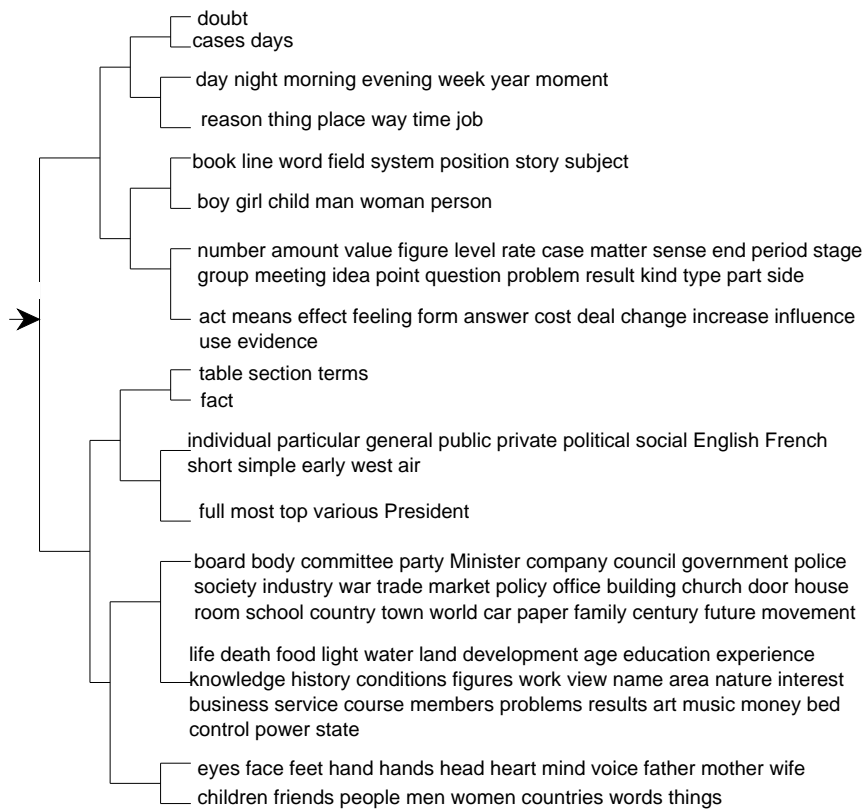 doubt
cases days
day night morning evening week year moment
reason thing place way time job
book line word field system position story subject
boy girl child man woman person
number amount value figure level rate case matter sense end period stage
group meeting idea point question problem result kind type part side
act means effect feeling form answer cost deal change increase influence
use evidence
table section terms
fact
individual particular general public private political social English French
short simple early west air
full most top various President
board body committee party Minister company council government police
society industry war trade market policy office building church door house
room school country town world car paper family century future movement
life death food light water land development age education experience
knowledge history conditions figures work view name area nature interest
business service course members problems results art music money bed
control power state
eyes face feet hand hands head heart mind voice father mother wife
children friends people men women countries words things